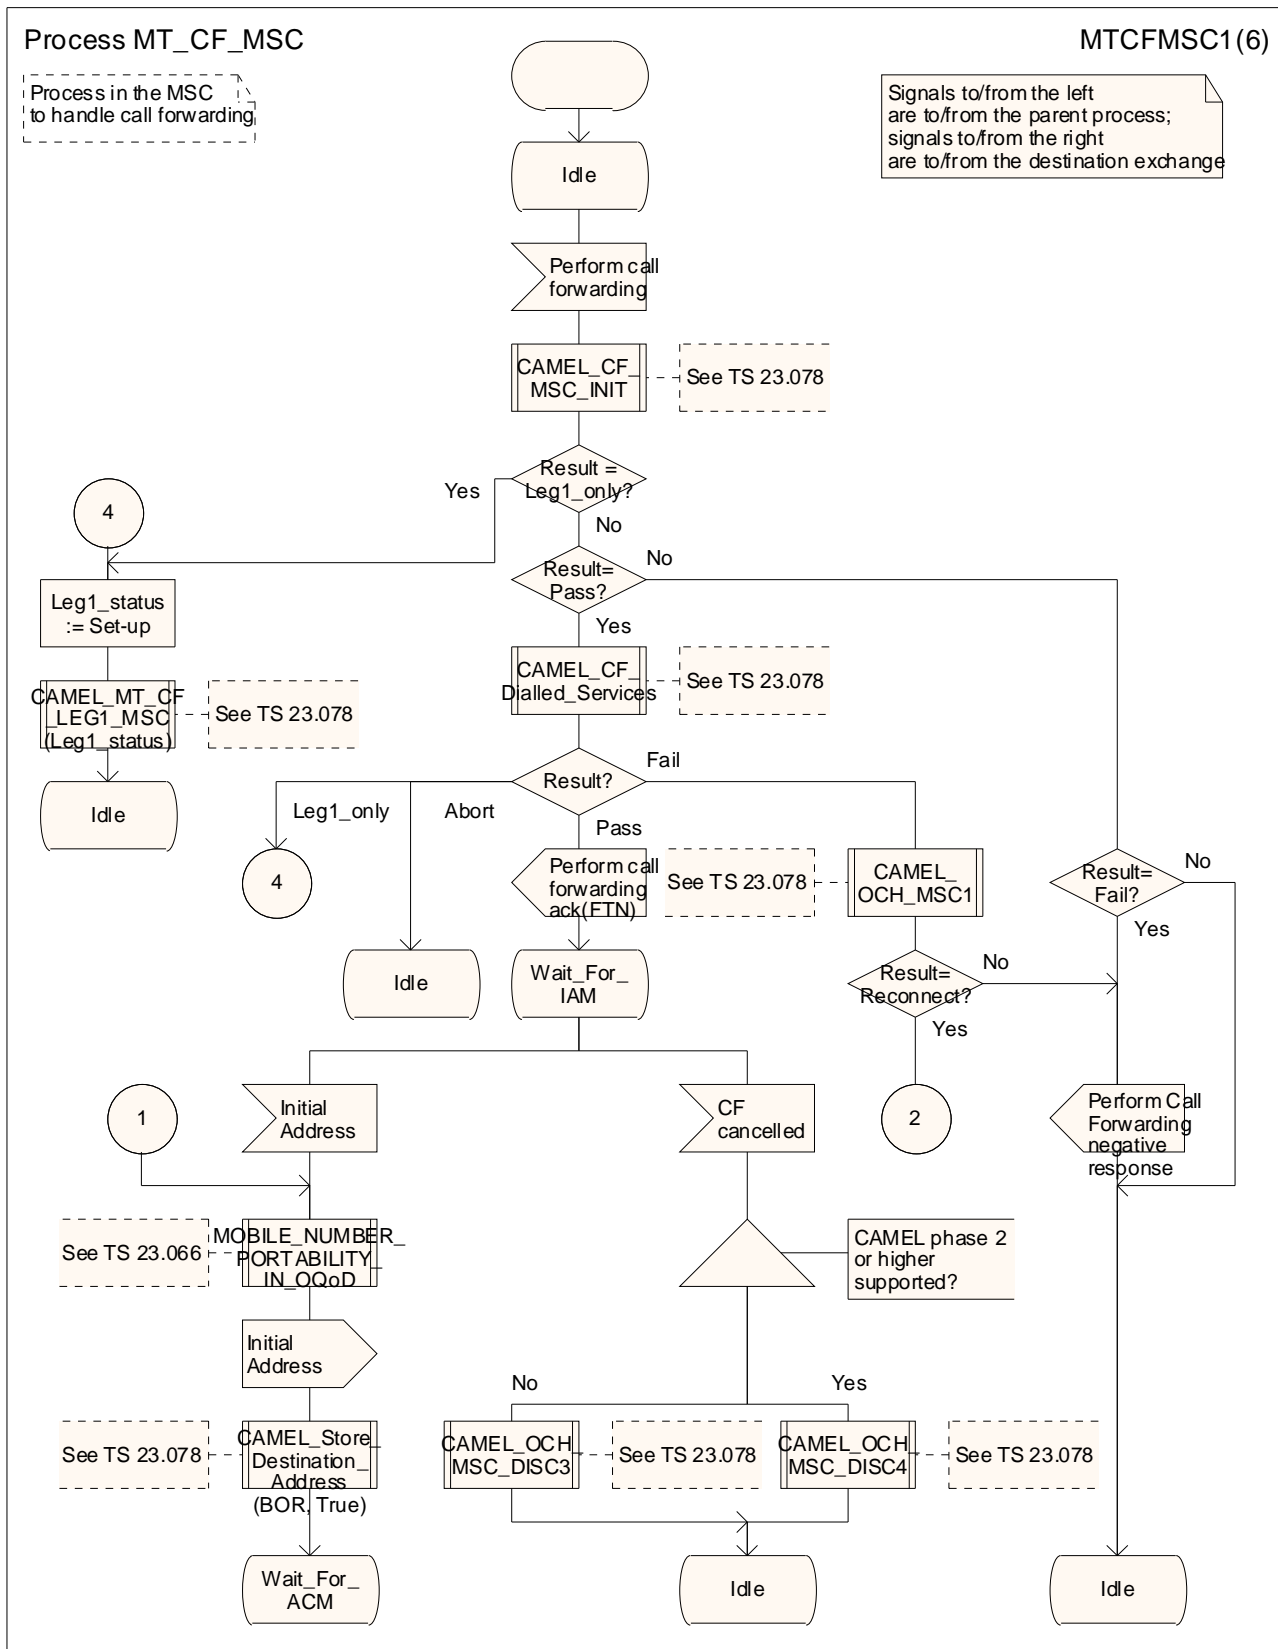 Process MT_CF_MSC
MTCFMSC1(6)
Process in the MSC
to handle call forwarding
Signals to/from the left
are to/from the parent process;
signals to/from the right
are to/from the destination exchange
Idle
Perform call
forwarding
CAMEL_CF_
MSC_INIT
See TS 23.078
Result =
Leg1_only?
Yes
No
4
Result=
Pass?
No
Yes
Leg1_status
:= Set-up
CAMEL_CF_
Dialled_Services
See TS 23.078
CAMEL_MT_CF
_LEG1_MSC
(Leg1_status)
See TS 23.078
Result?
Fail
Leg1_only
Abort
Pass
Idle
4
Perform call
forwarding
ack(FTN)
See TS 23.078
CAMEL_
OCH_MSC1
Result=
Fail?
No
Yes
Idle
Wait_For_
IAM
Result=
Reconnect?
No
Yes
1
Initial
Address
CF
cancelled
2
Perform Call
Forwarding
negative
response
See TS 23.066
MOBILE_NUMBER_
PORTABILITY_
IN_OQoD
CAMEL phase 2
or higher
supported?
Initial
Address
No
Yes
See TS 23.078
CAMEL_Store_
Destination_
Address
(BOR, True)
CAMEL_OCH_
MSC_DISC3
See TS 23.078
CAMEL_OCH_
MSC_DISC4
See TS 23.078
Wait_For_
ACM
Idle
Idle